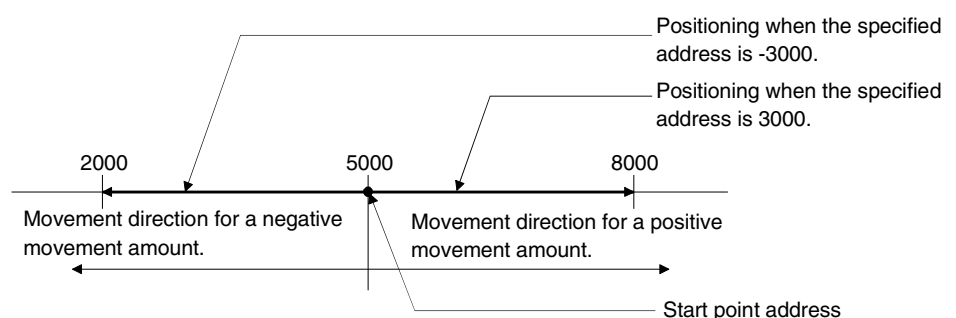 Positioning when the specified
address is -3000.
Positioning when the specified
address is 3000.
2000 5000 8000
Movement direction for a negative
movement amount.
Movement direction for a positive
movement amount.
Start point address